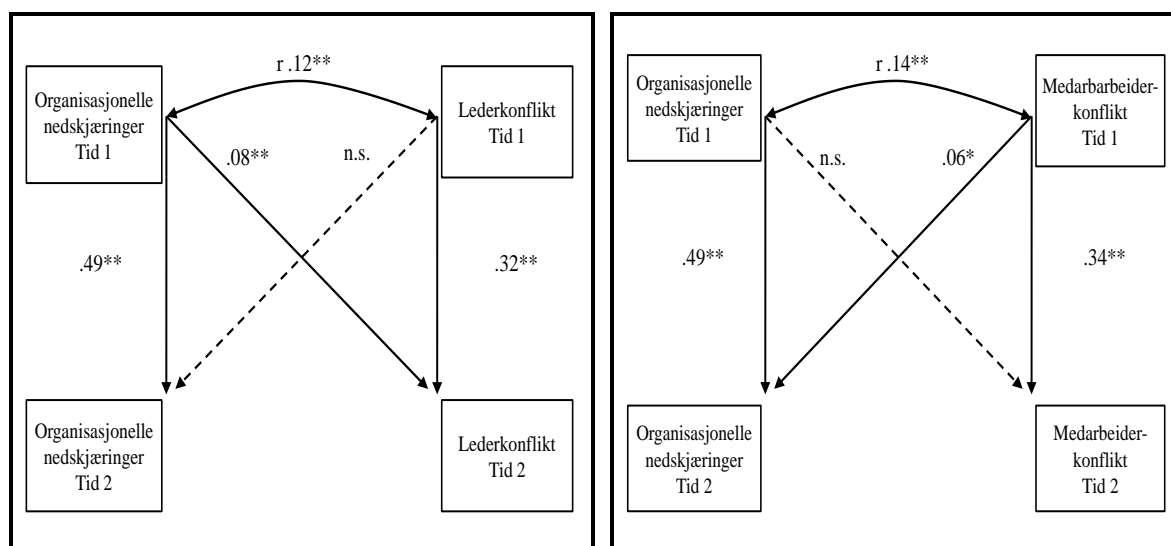 r .12**
Organisasjonelle
nedskjæringer
Tid 1
Lederkonflikt
Tid 1
.08**
n.s.
.49**
.32**
Organisasjonelle
nedskjæringer
Tid 2
Lederkonflikt
Tid 2
r .14**
Organisasjonelle
nedskjæringer
Tid 1
Medarbarbeider-
konflikt
Tid 1
n.s.
.06*
.49**
.34**
Organisasjonelle
nedskjæringer
Tid 2
Medarbeider-
konflikt
Tid 2